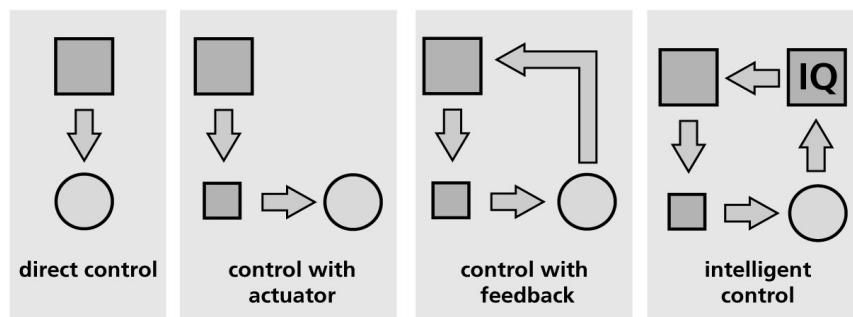 IQ
direct control
control with
actuator
control with
feedback
intelligent
control